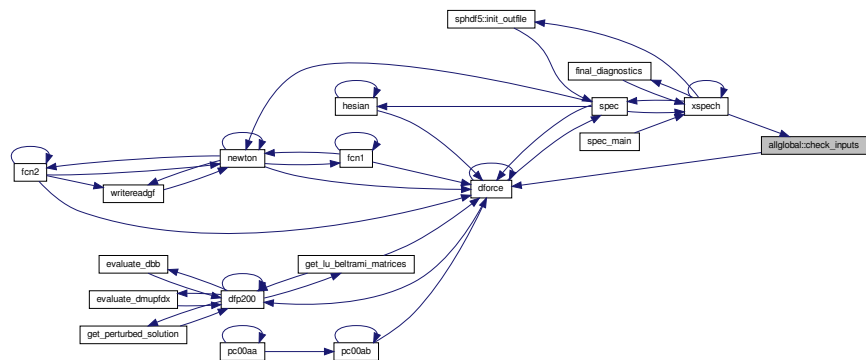 sphdf5::init_outfile
final_diagnostics
hesian
spec
xspech
spec_main
allglobal::check_inputs
newton
fcn1
fcn2
writereadgf
dforce
evaluate_dbb
get_lu_beltrami_matrices
evaluate_dmupfdx
dfp200
get_perturbed_solution
pc00aa
pc00ab